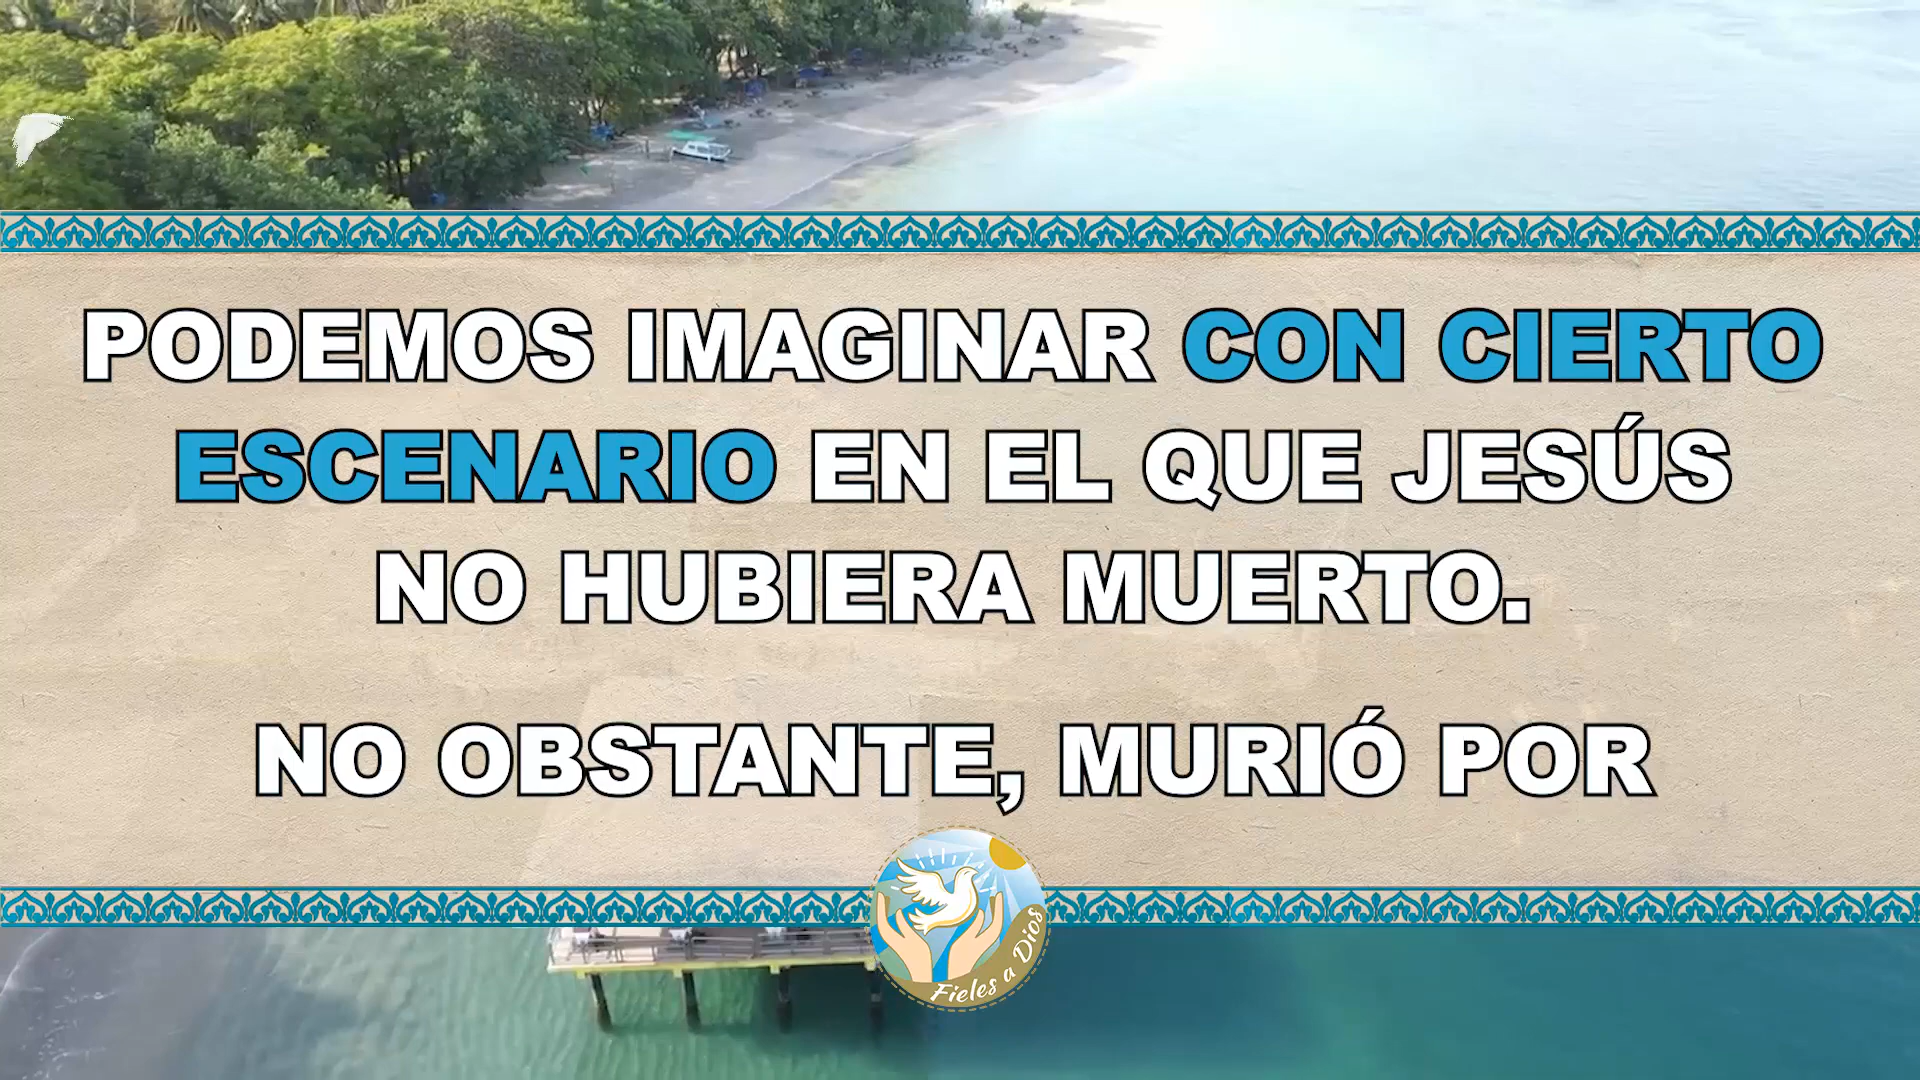 PODEMOS IMAGINAR CON CIERTO
ESCENARIO EN EL QUE JESÚS
NO HUBIERA MUERTO.
NO OBSTANTE, MURIÓ POR
Fieles a Dios